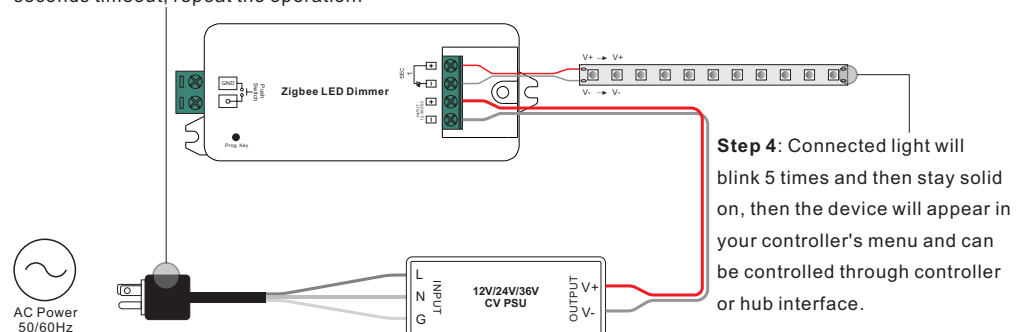 seconds timeout, repeat the operation.
V+ → V+
V- → V-
GND
Push
Switch
Zigbee LED Dimmer
SEC
1
+
-
+
-
Prog. Key
Step 4: Connected light will
blink 5 times and then stay solid
on, then the device will appear in
your controller's menu and can
be controlled through controller
or hub interface.
AC Power
50/60Hz
L
N
G
INPUT
12V/24V/36V
CV PSU
OUTPUT
V+
V-